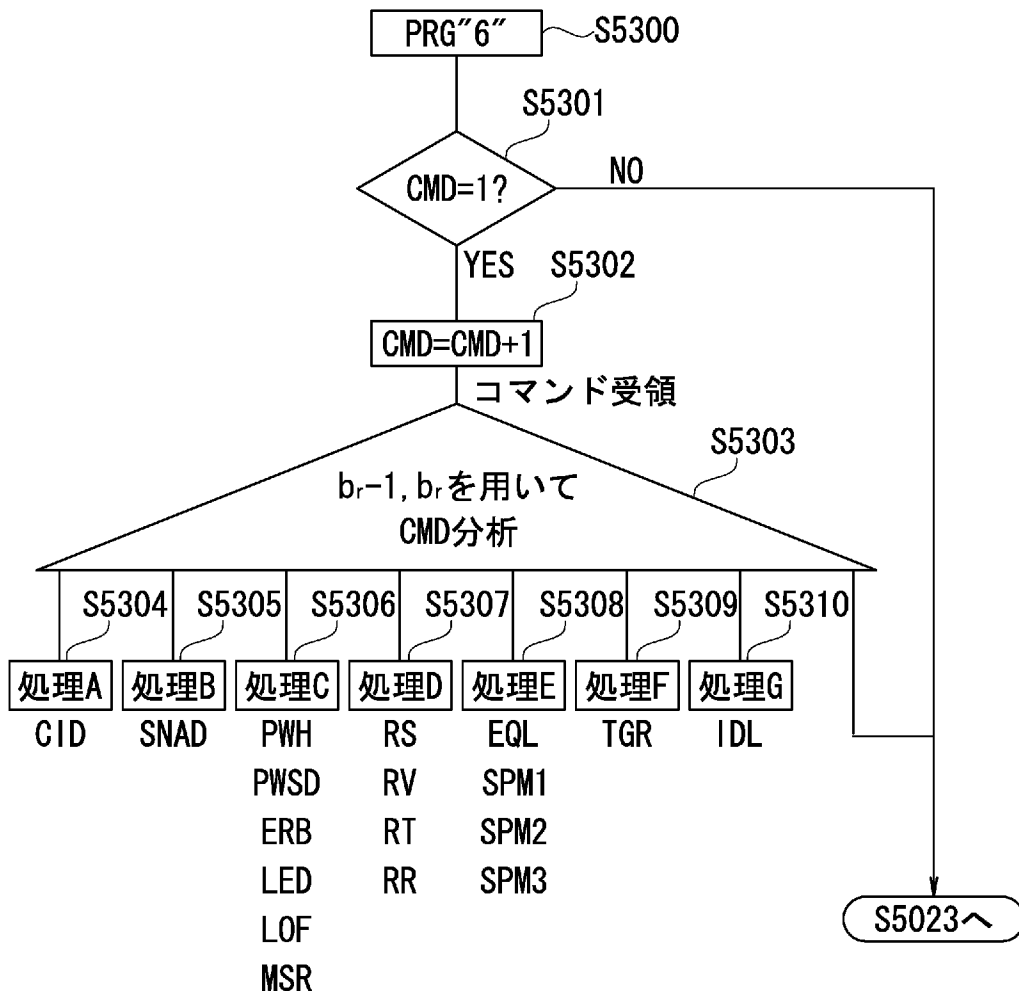 PRG"6"
S5300
S5301
CMD=1?
NO
YES
S5302
CMD=CMD+1
コマンド受領
S5303
br-1, brを用いて
CMD分析
S5304
S5305
S5306
S5307
S5308
S5309
S5310
処理A
処理B
処理C
処理D
処理E
処理F
処理G
CID
SNAD
PWH
RS
EQL
TGR
IDL
PWSD
RV
SPM1
ERB
RT
SPM2
LED
RR
SPM3
LOF
MSR
S5023へ